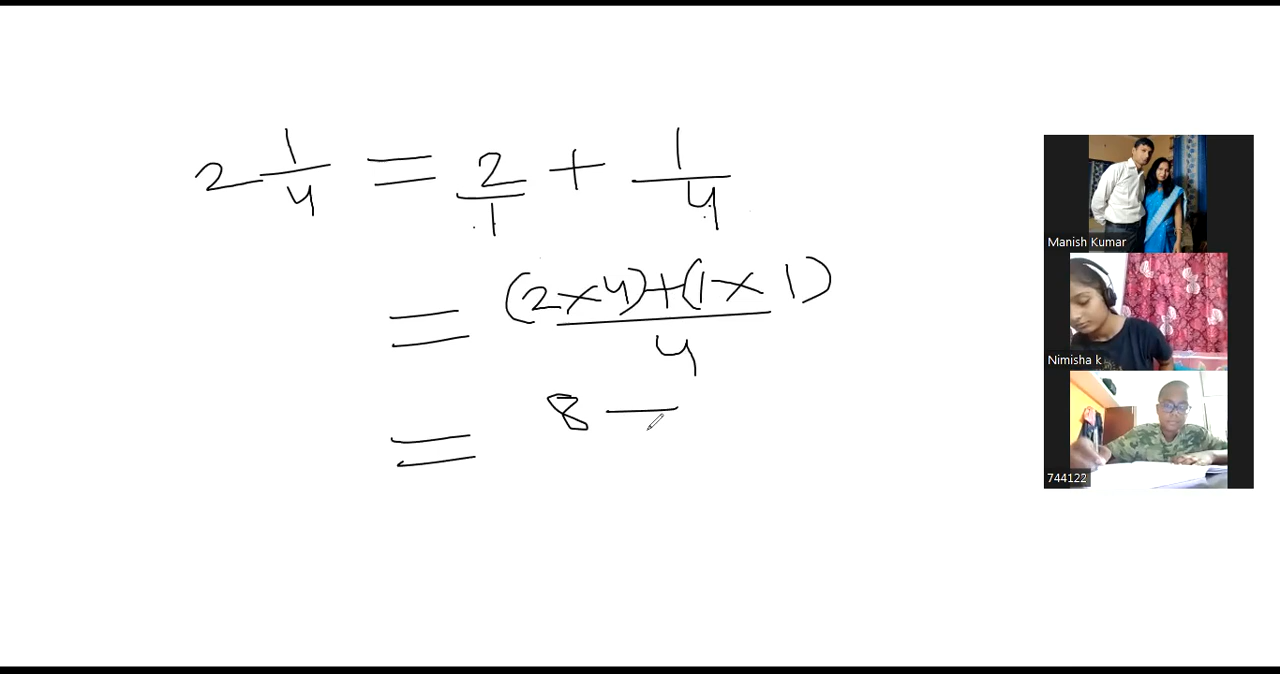 2 1/4 = 2/1 + 1/4
= (2×4)+(1×1)/4
= 8 —
Manish Kumar
Nimisha k
744122